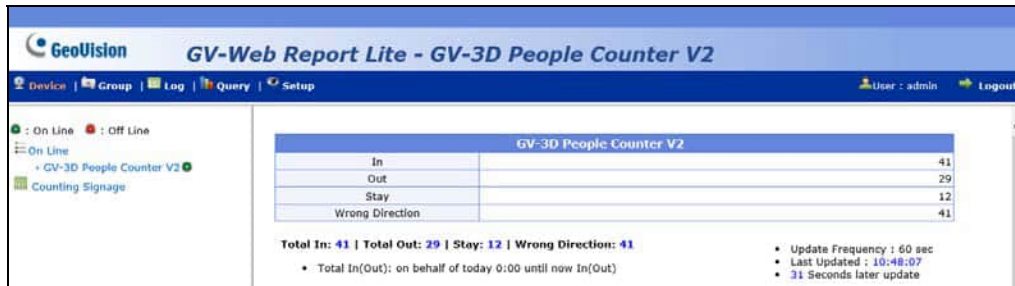 GeoVision
GV-Web Report Lite - GV-3D People Counter V2
Device | Group | Log | Query | Setup
User : admin
Logout
: On Line : Off Line
On Line
GV-3D People Counter V2
Counting Signage
GV-3D People Counter V2
In 41
Out 29
Stay 12
Wrong Direction 41
Total In: 41 | Total Out: 29 | Stay: 12 | Wrong Direction: 41
• Total In(Out): on behalf of today 0:00 until now In(Out)
• Update Frequency : 60 sec
• Last Updated : 10:48:07
• 31 Seconds later update